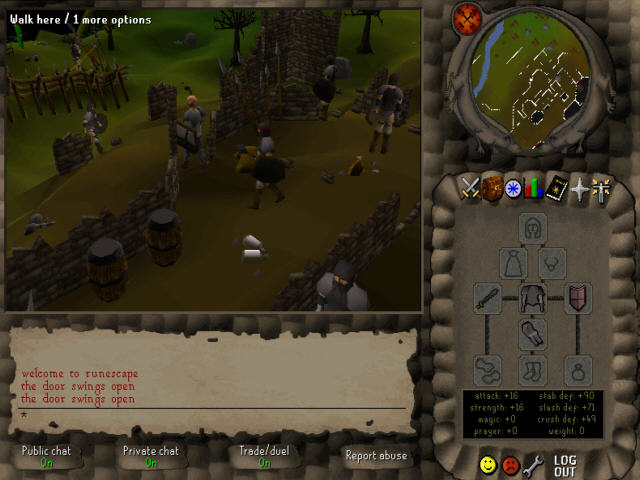 Walk here / 1 more options
attack: +16
stab def: +90
strength: +16
slash def: +71
magic: +0
crush def: +49
prayer: +0
weight: 0
welcome to runescape
the door swings open
the door swings open
*
Public chat
On
Private chat
On
Trade/duel
On
Report abuse
LOG
OUT